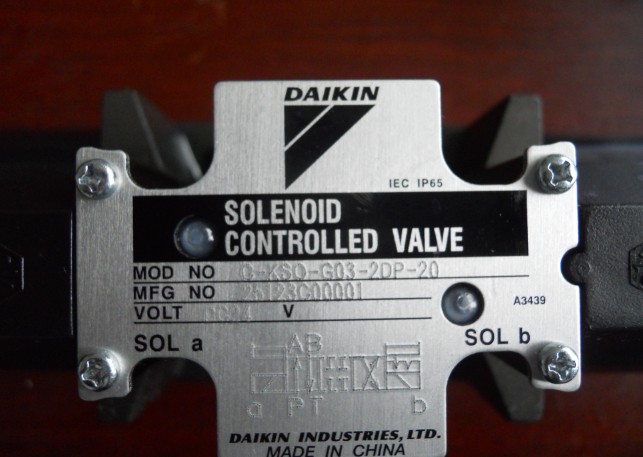 DAIKIN
IEC IP65
SOLENOID
CONTROLLED VALVE
MOD NO -KSO-G03-2DP-20
MFG NO
VOLT DC24 V
A3439
SOL a
SOL b
AB
a PT b
DAIKIN INDUSTRIES, LTD.
MADE IN CHINA